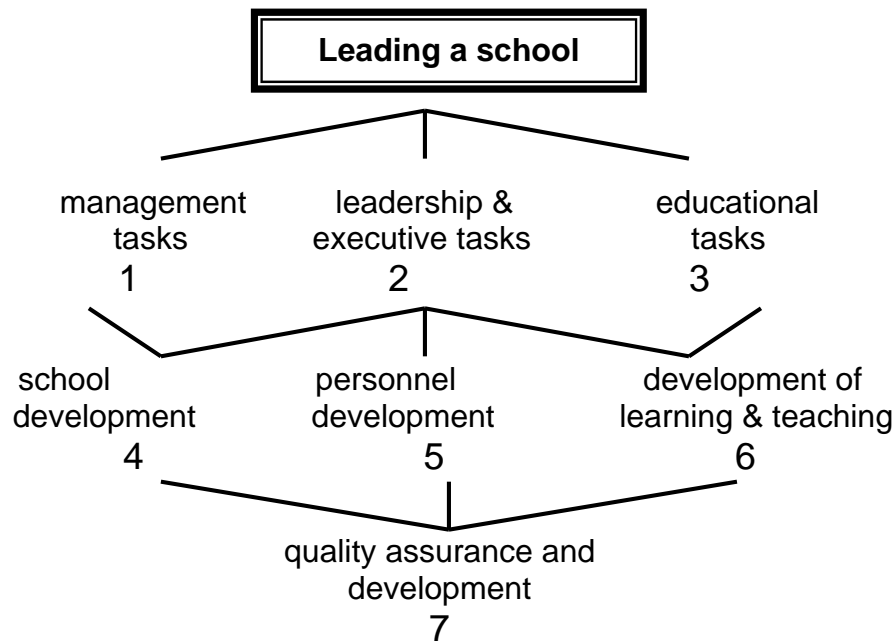 Leading a school
management
tasks
1
leadership &
executive tasks
2
educational
tasks
3
school
development
4
personnel
development
5
development of
learning & teaching
6
quality assurance and
development
7